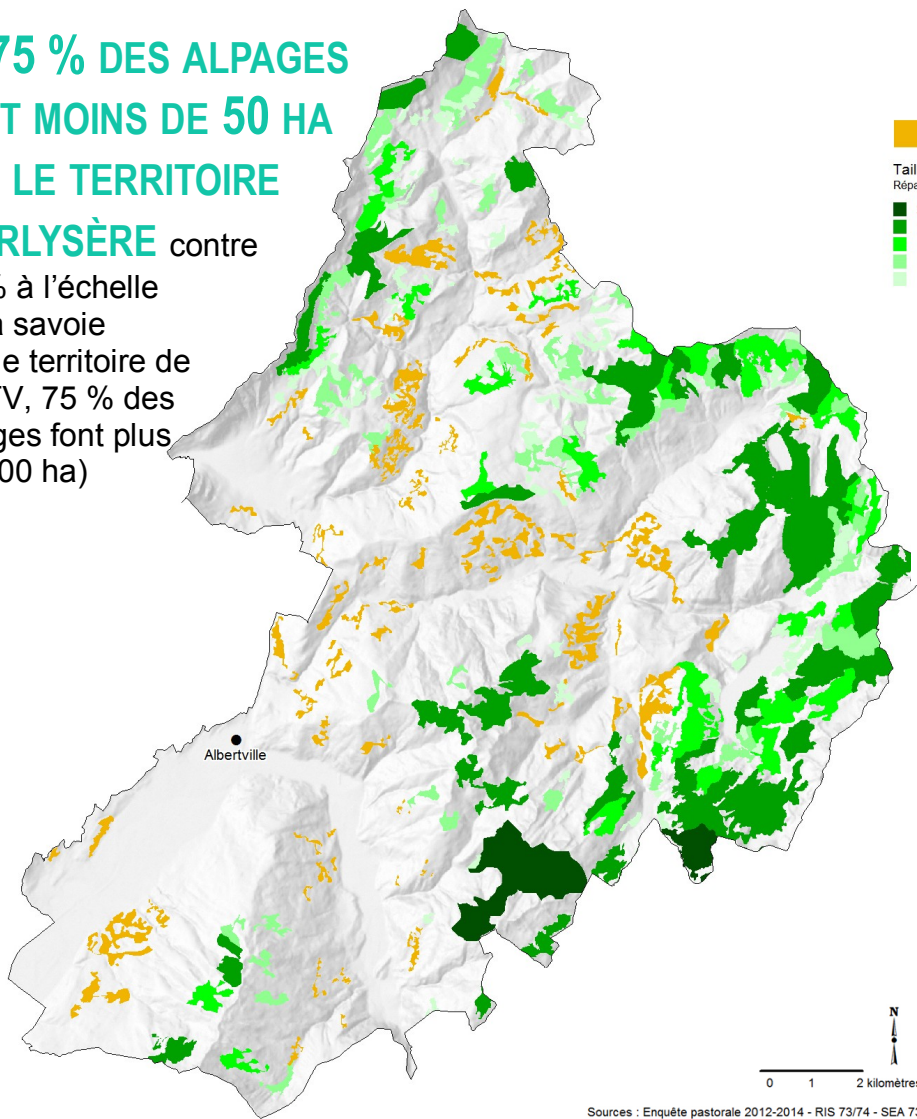 75 % DES ALPAGES
T MOINS DE 50 HA
LE TERRITOIRE
RLYSÈRE contre
% à l'échelle
a savoie
e territoire de
TV, 75 % des
ges font plus
00 ha)
Tail
Répa
Albertville
N
0 1 2 kilomètres
Sources : Enquête pastorale 2012-2014 - RIS 73/74 - SEA 73